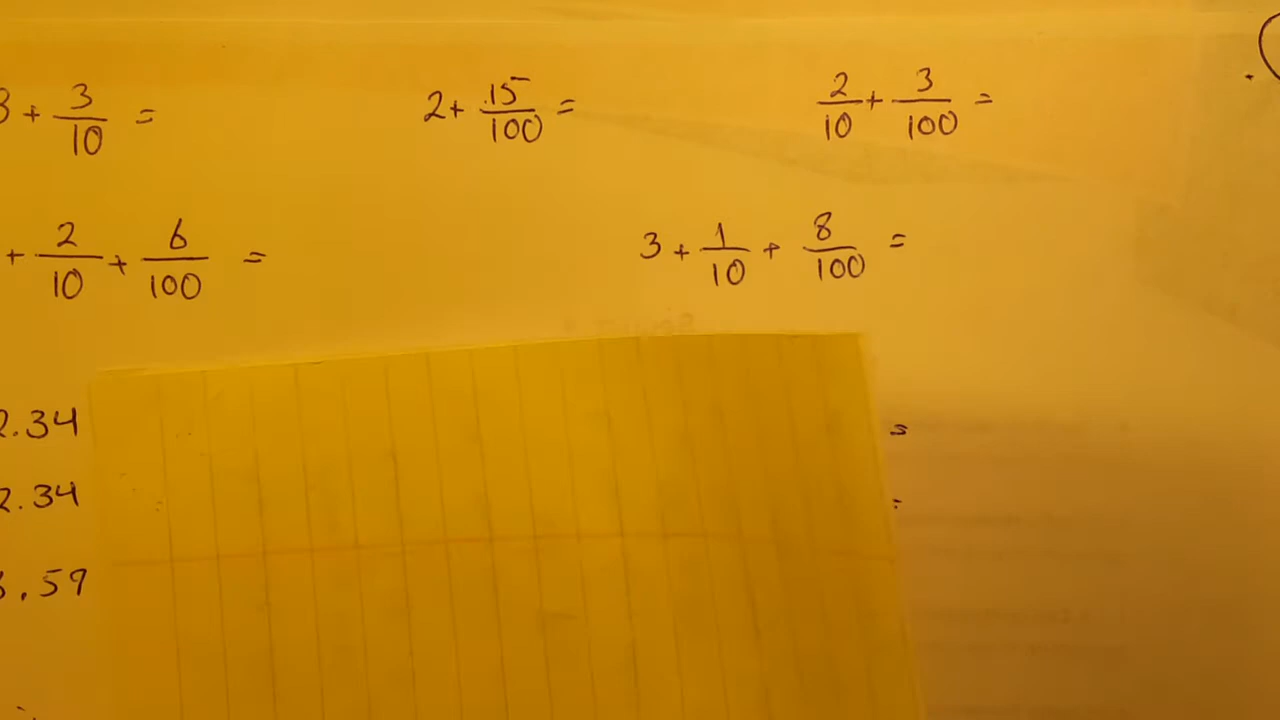 3 + 3/10 = 2 + 15/100 = 2/10 + 3/100 =
+ 2/10 + 6/100 = 3 + 1/10 + 8/100 =
2.34 =
2.34 =
.59